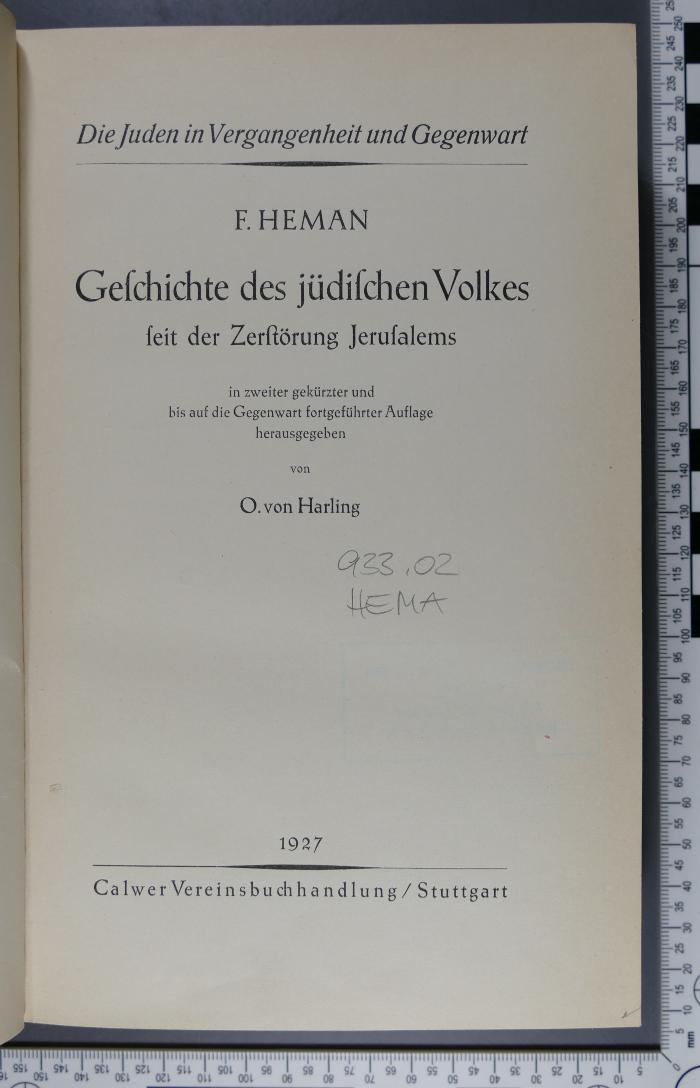 Die Juden in Vergangenheit und Gegenwart
F. HEMAN
Geſchichte des jüdiſchen Volkes
ſeit der Zerſtörung Jeruſalems
in zweiter gekürzter und
bis auf die Gegenwart fortgeführter Auflage
herausgegeben
von
O. von Harling
933.02
HEMA
1927
Calwer Vereinsbuchhandlung / Stuttgart